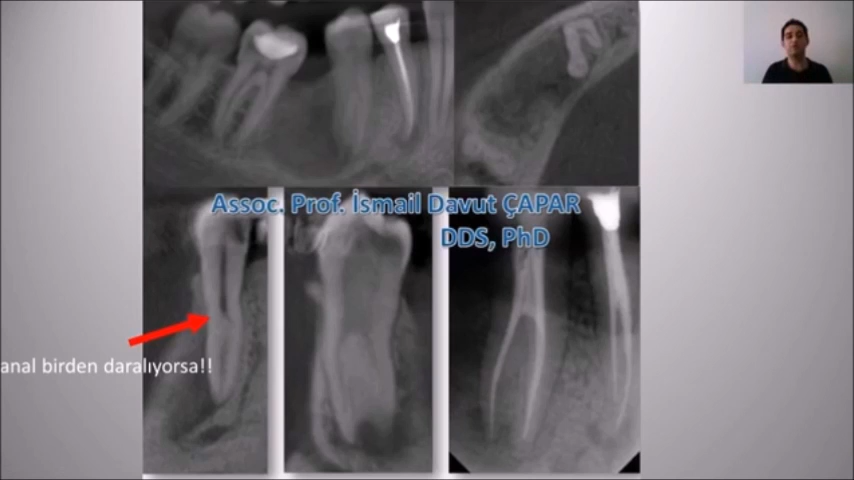 Assoc. Prof. İsmail Davut ÇAPAR
DDS, PhD
anal birden daralıyorsa!!